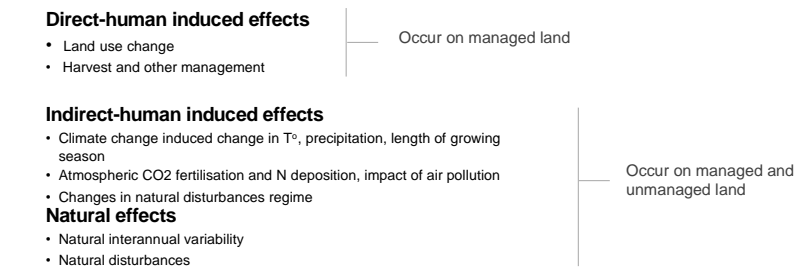 Direct-human induced effects
• Land use change
• Harvest and other management
Occur on managed land
Indirect-human induced effects
• Climate change induced change in Tº, precipitation, length of growing
season
• Atmospheric CO2 fertilisation and N deposition, impact of air pollution
• Changes in natural disturbances regime
Natural effects
• Natural interannual variability
• Natural disturbances
Occur on managed and
unmanaged land